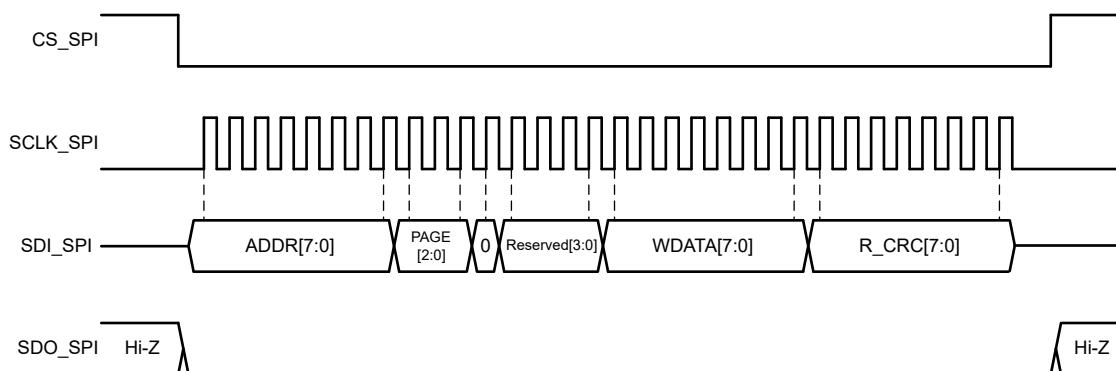 CS_SPI
SCLK_SPI
SDI_SPI
ADDR[7:0]
PAGE
[2:0]
0
Reserved[3:0]
WDATA[7:0]
R_CRC[7:0]
SDO_SPI
Hi-Z
Hi-Z